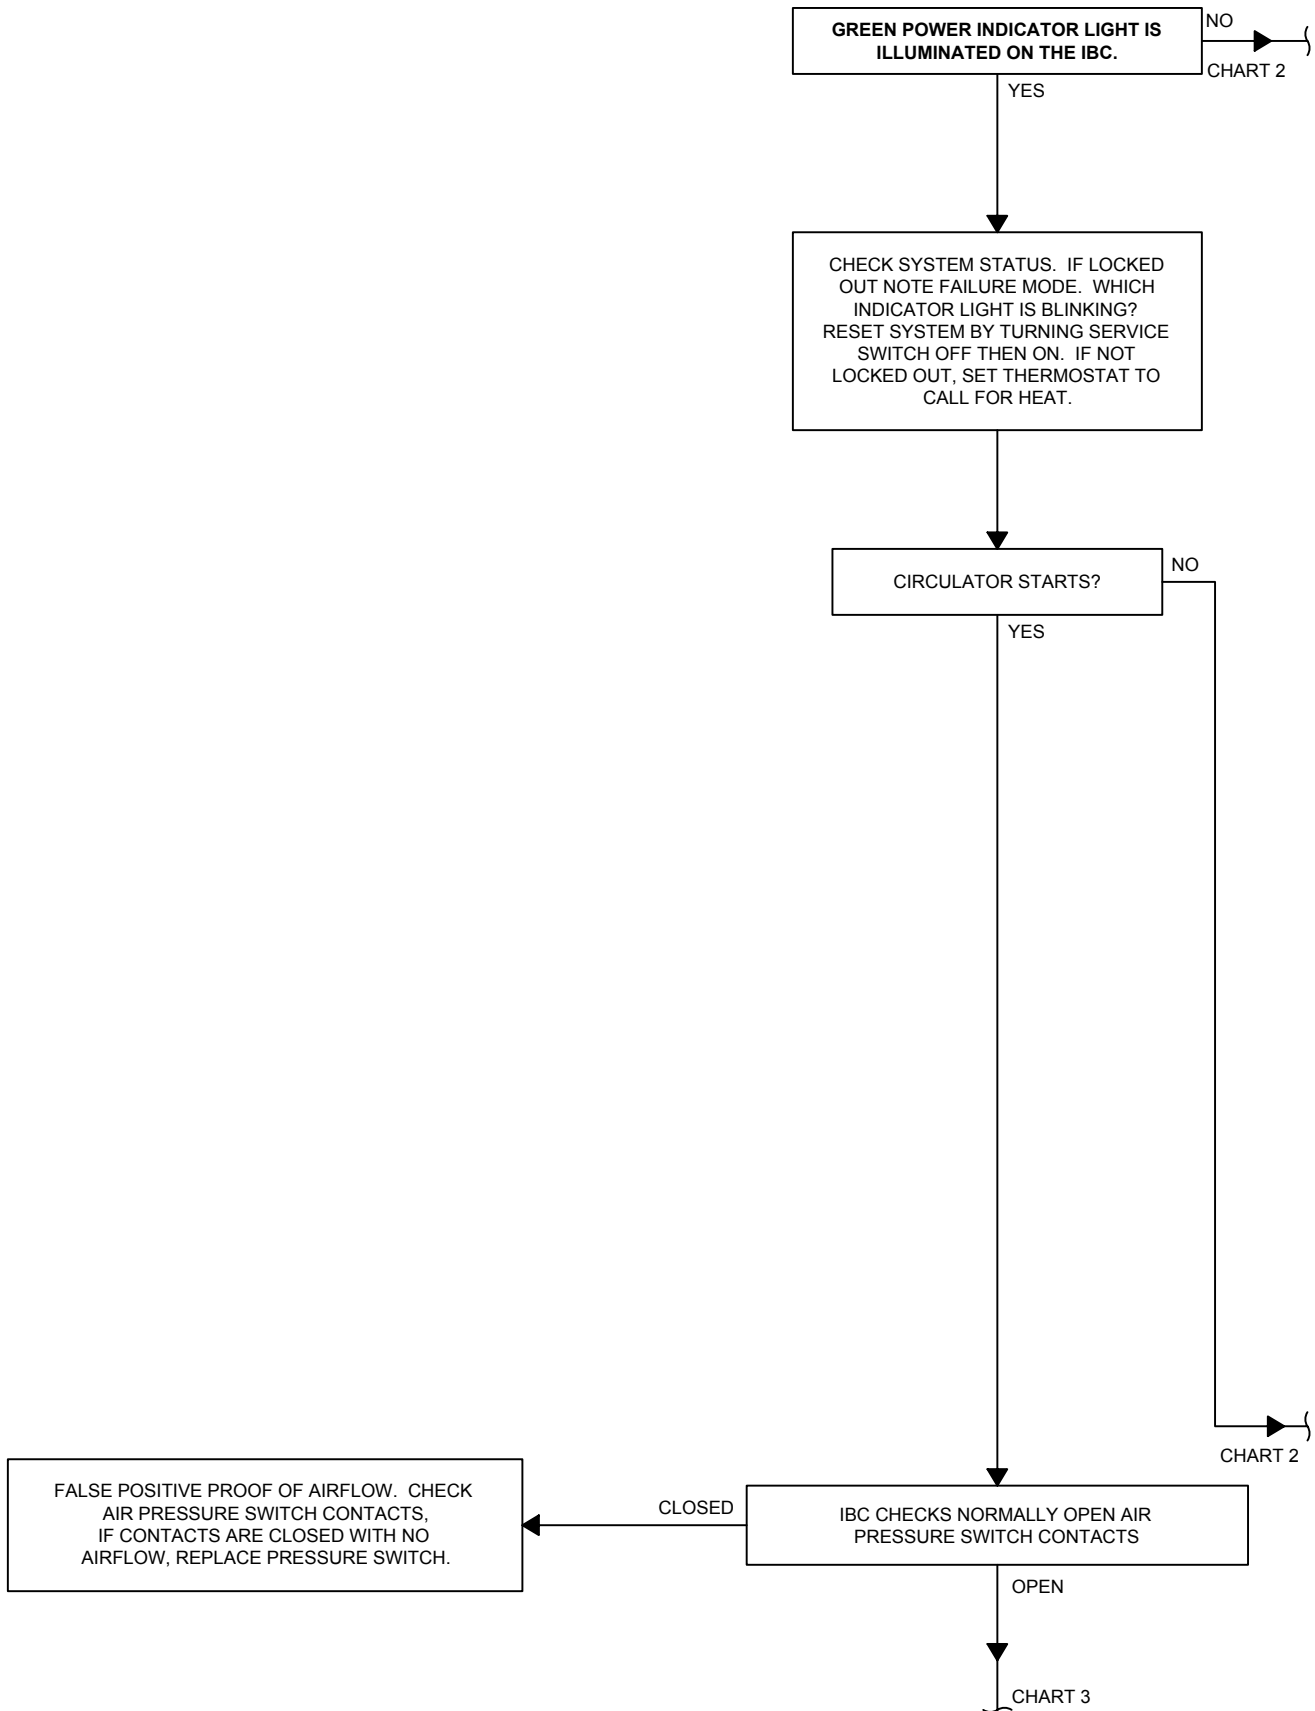 GREEN POWER INDICATOR LIGHT IS
ILLUMINATED ON THE IBC.
NO
CHART 2
YES
CHECK SYSTEM STATUS. IF LOCKED
OUT NOTE FAILURE MODE. WHICH
INDICATOR LIGHT IS BLINKING?
RESET SYSTEM BY TURNING SERVICE
SWITCH OFF THEN ON. IF NOT
LOCKED OUT, SET THERMOSTAT TO
CALL FOR HEAT.
CIRCULATOR STARTS?
NO
YES
CHART 2
FALSE POSITIVE PROOF OF AIRFLOW. CHECK
AIR PRESSURE SWITCH CONTACTS,
IF CONTACTS ARE CLOSED WITH NO
AIRFLOW, REPLACE PRESSURE SWITCH.
CLOSED
IBC CHECKS NORMALLY OPEN AIR
PRESSURE SWITCH CONTACTS
OPEN
CHART 3